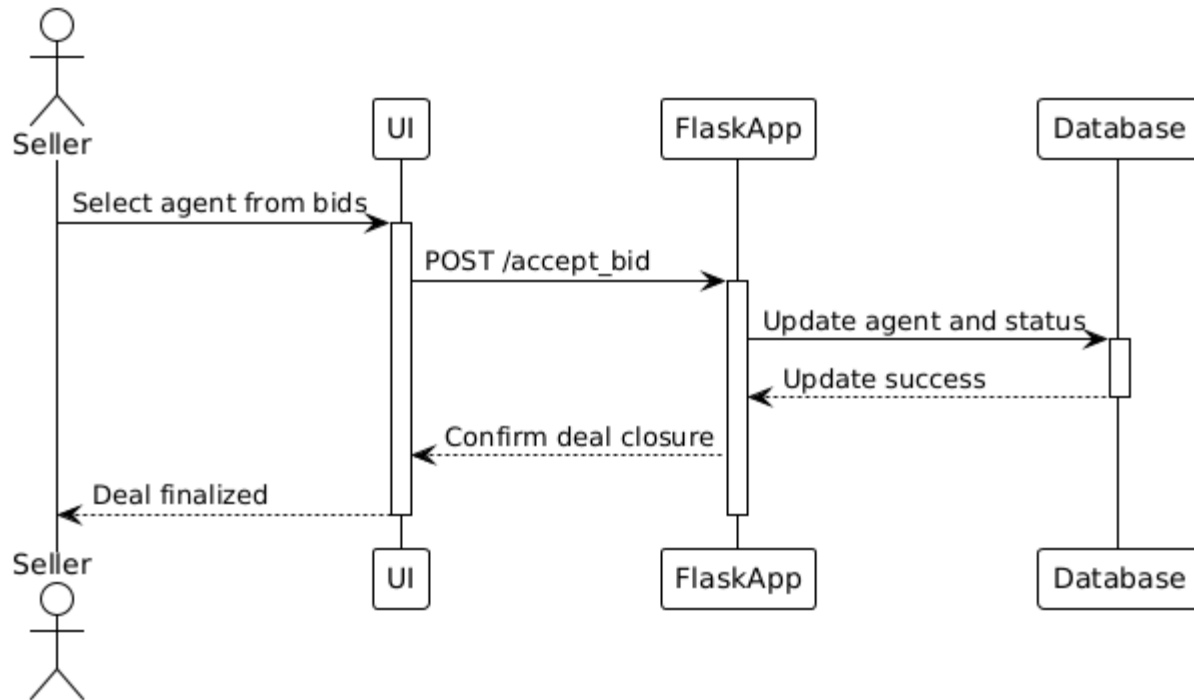 Seller
UI
FlaskApp
Database
Select agent from bids
POST /accept_bid
Update agent and status
Update success
Confirm deal closure
Deal finalized
Seller
UI
FlaskApp
Database